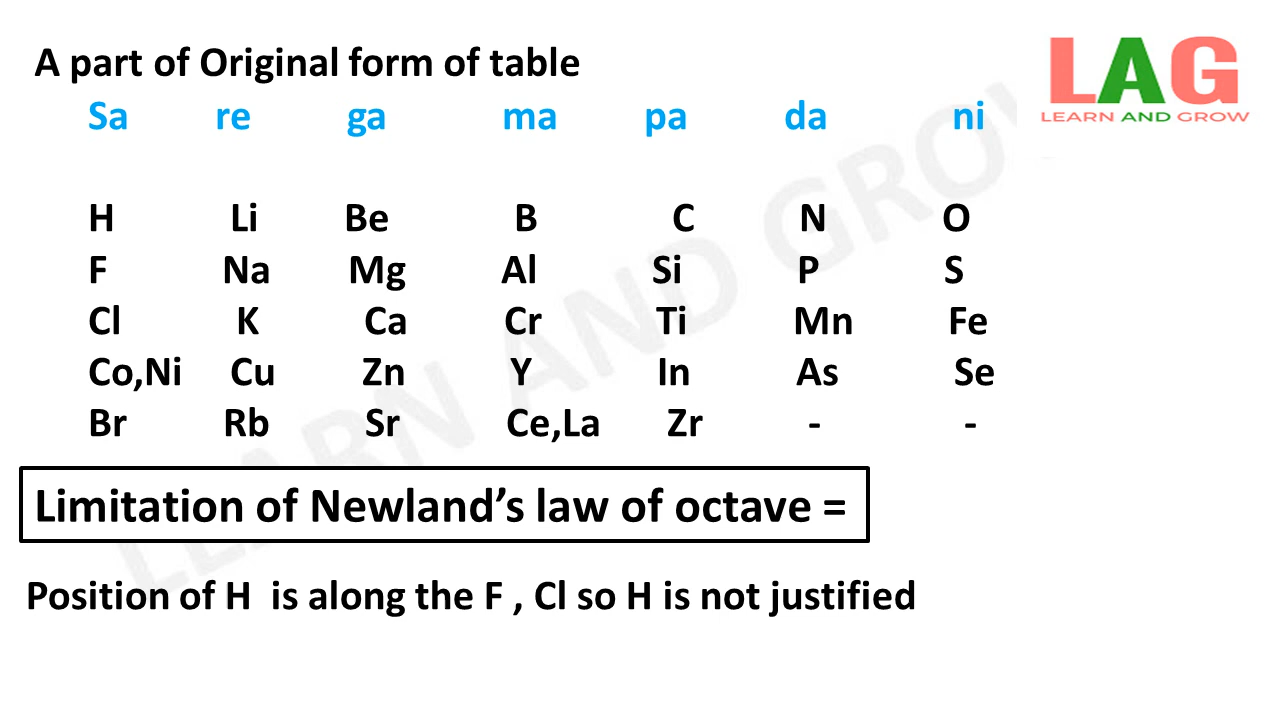 A part of Original form of table
LAG
LEARN AND GROW
Sa re ga ma pa da ni
H Li Be B C N O
F Na Mg Al Si P S
Cl K Ca Cr Ti Mn Fe
Co,Ni Cu Zn Y In As Se
Br Rb Sr Ce,La Zr - -
LEARN AND GROW
Limitation of Newland’s law of octave =
Position of H is along the F , Cl so H is not justified